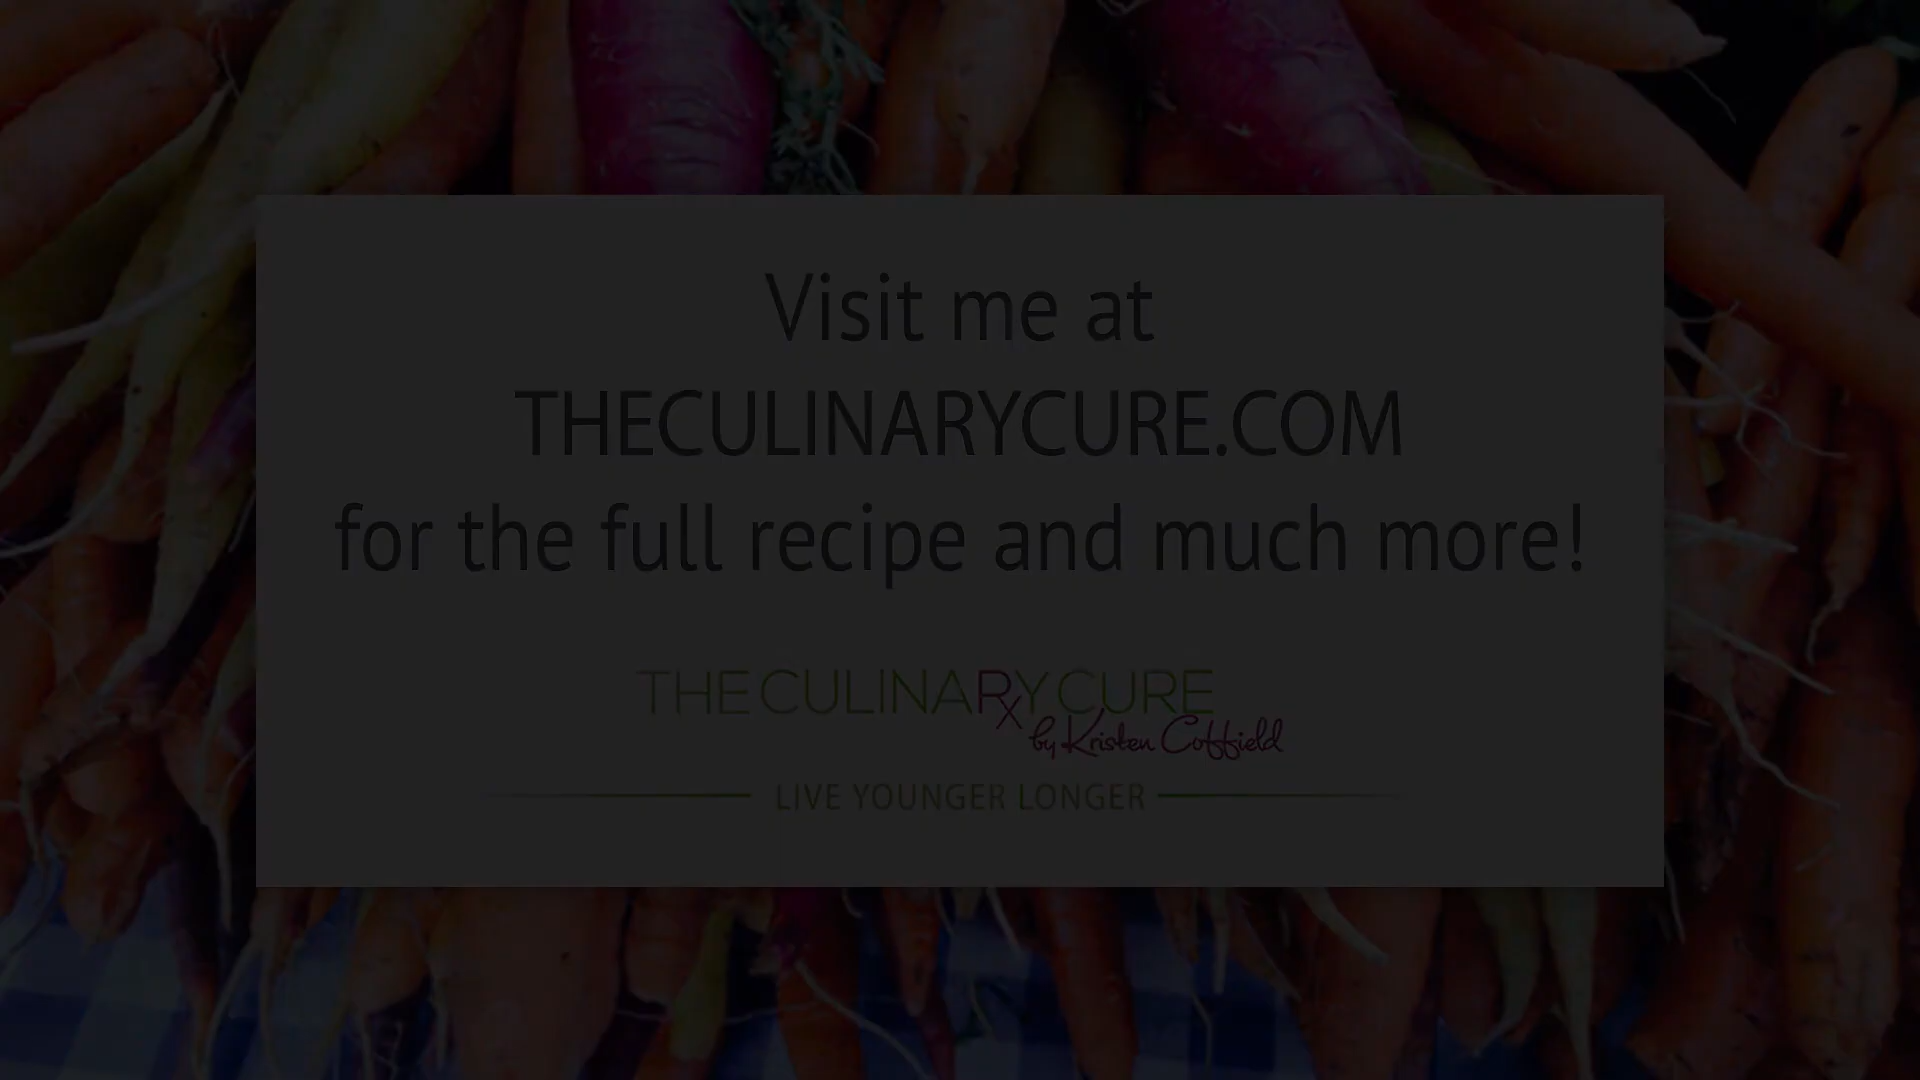 Visit me at
THECULINARYCURE.COM
for the full recipe and much more!
THE CULINARY CURE
by Kristen Coffield
LIVE YOUNGER LONGER